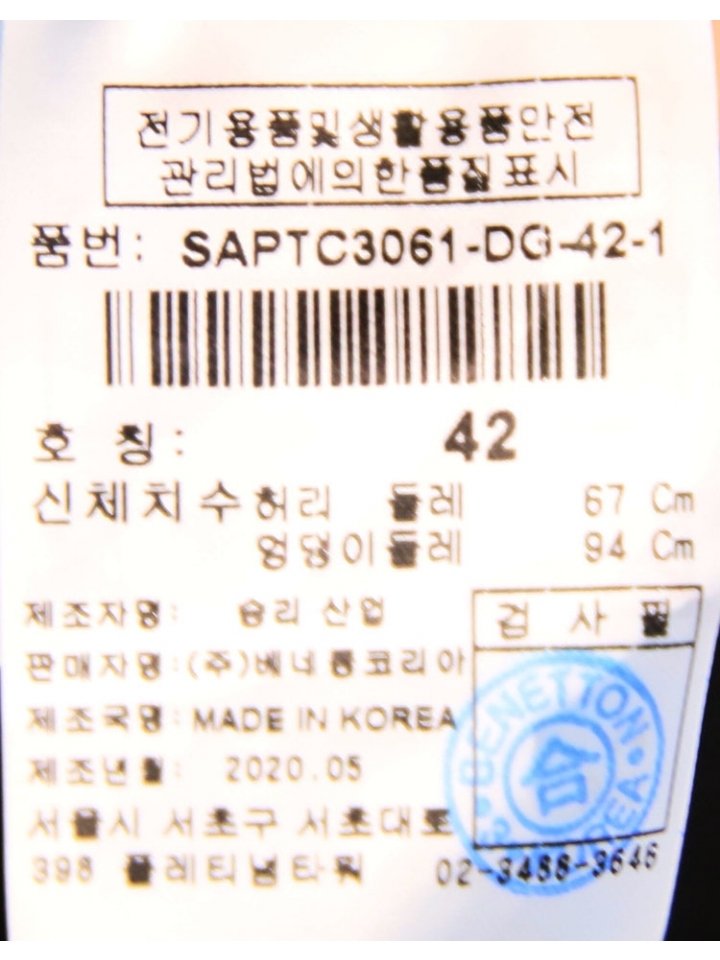 전기용품및생활용품안전
관리법에의한품질표시
품번: SAPTC3061-DG-42-1
호 칭: 42
신체치수 허리 둘레 67 Cm
엉덩이둘레 94 Cm
제조자명: 승리 산업
판매자명:(주)베네통코리아
제조국명: MADE IN KOREA
제조년월: 2020.05
서울시 서초구 서초대로
398 플레티넘타워 02-3488-3646
검 사 필
BENETTON
합